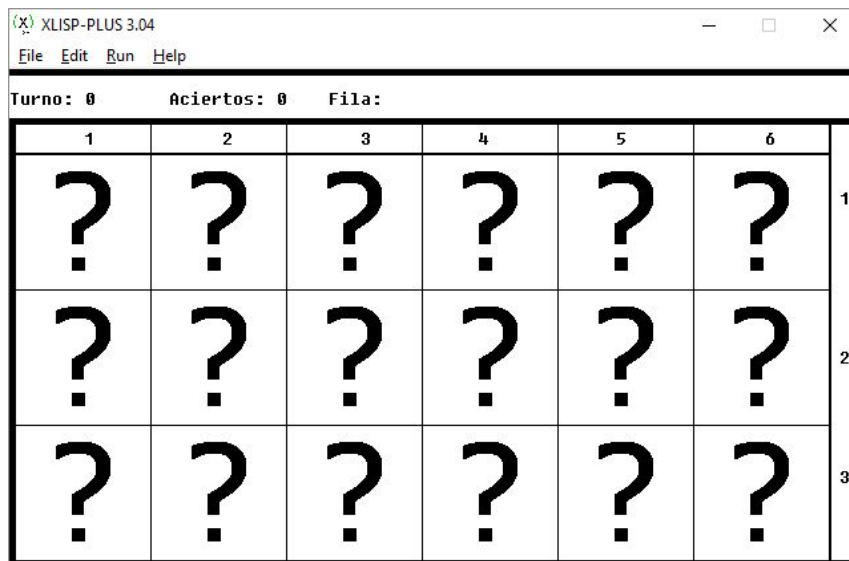 (X) XLISP-PLUS 3.04
File Edit Run Help
Turno: 0 Aciertos: 0 Fila:
1 2 3 4 5 6
? ? ? ? ? ? 1
? ? ? ? ? ? 2
? ? ? ? ? ? 3